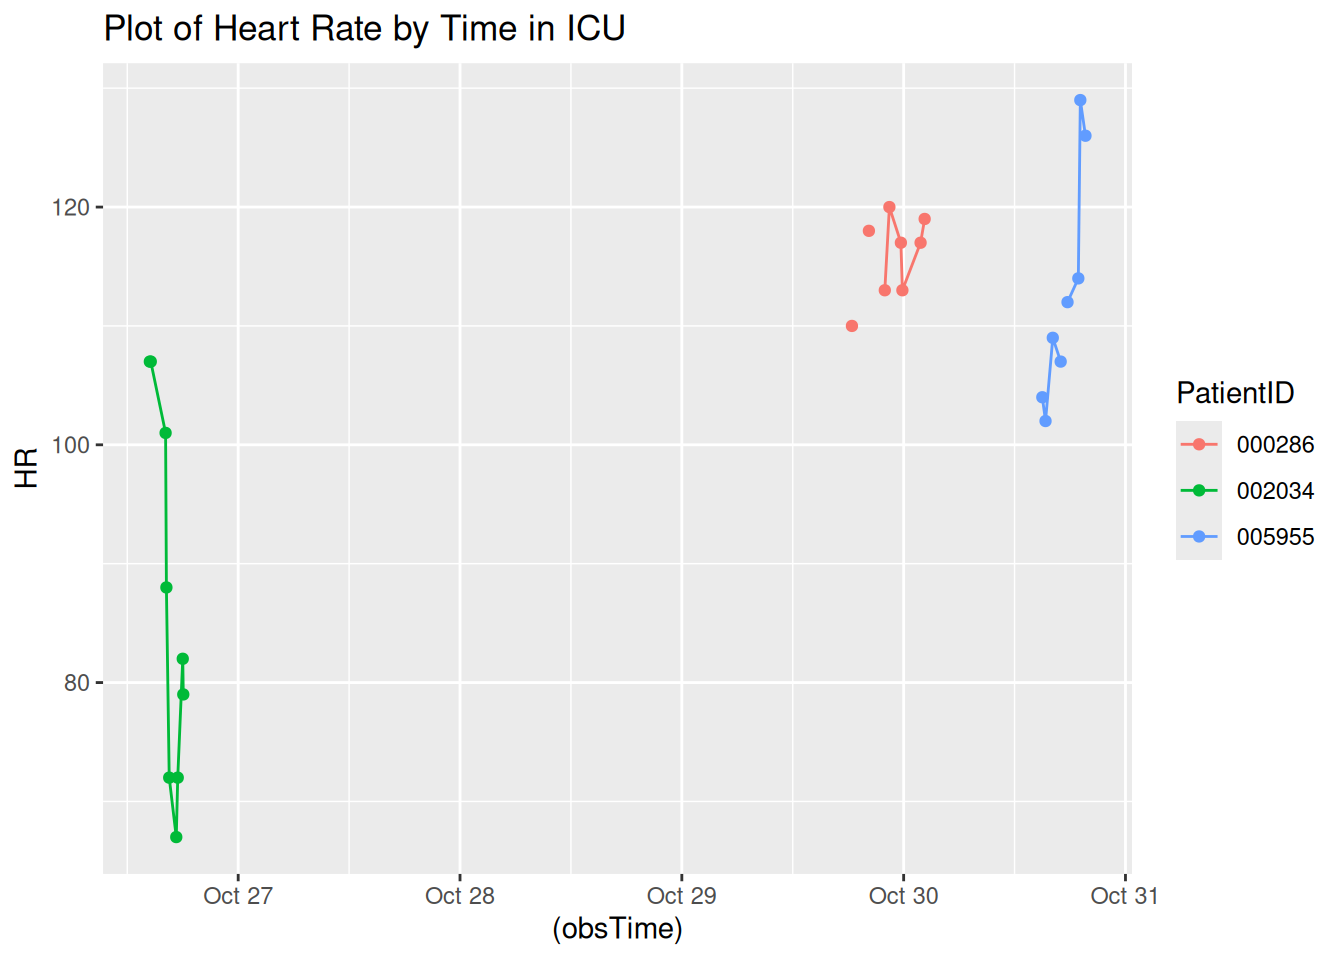 Plot of Heart Rate by Time in ICU
HR
120
100
80
Oct 27
Oct 28
Oct 29
Oct 30
Oct 31
(obsTime)
PatientID
000286
002034
005955